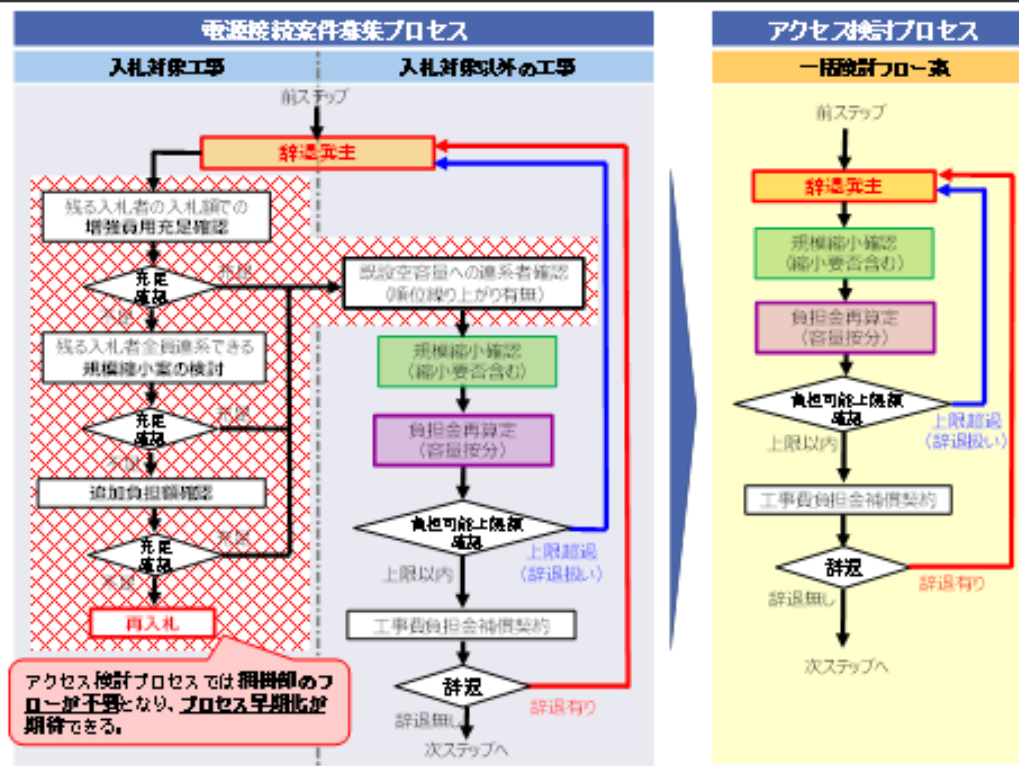 電源接続案件募集プロセス
入札対象工事
入札対象以外の工事
前ステップ
辞退発生
残る入札者の入札額での
増強費用充足確認
充足
確認
充足
不足
残る入札者全員連系できる
規模縮小案の検討
充足
確認
充足
不足
追加負担額確認
充足
確認
充足
不足
再入札
アクセス検討プロセスでは網掛部のフ
ローが不要となり、プロセス早期化が
期待できる。
既設空容量への連系者確認
(順位繰り上がり有無)
規模縮小確認
(縮小要否含む)
負担金再算定
(容量按分)
負担可能上限額
確認
上限超過
(辞退扱い)
上限以内
工事費負担金補償契約
辞退
辞退有り
辞退無し
次ステップへ
アクセス検討プロセス
一括検討フロー案
前ステップ
辞退発生
規模縮小確認
(縮小要否含む)
負担金再算定
(容量按分)
負担可能上限額
確認
上限超過
(辞退扱い)
上限以内
工事費負担金補償契約
辞退
辞退有り
辞退無し
次ステップへ